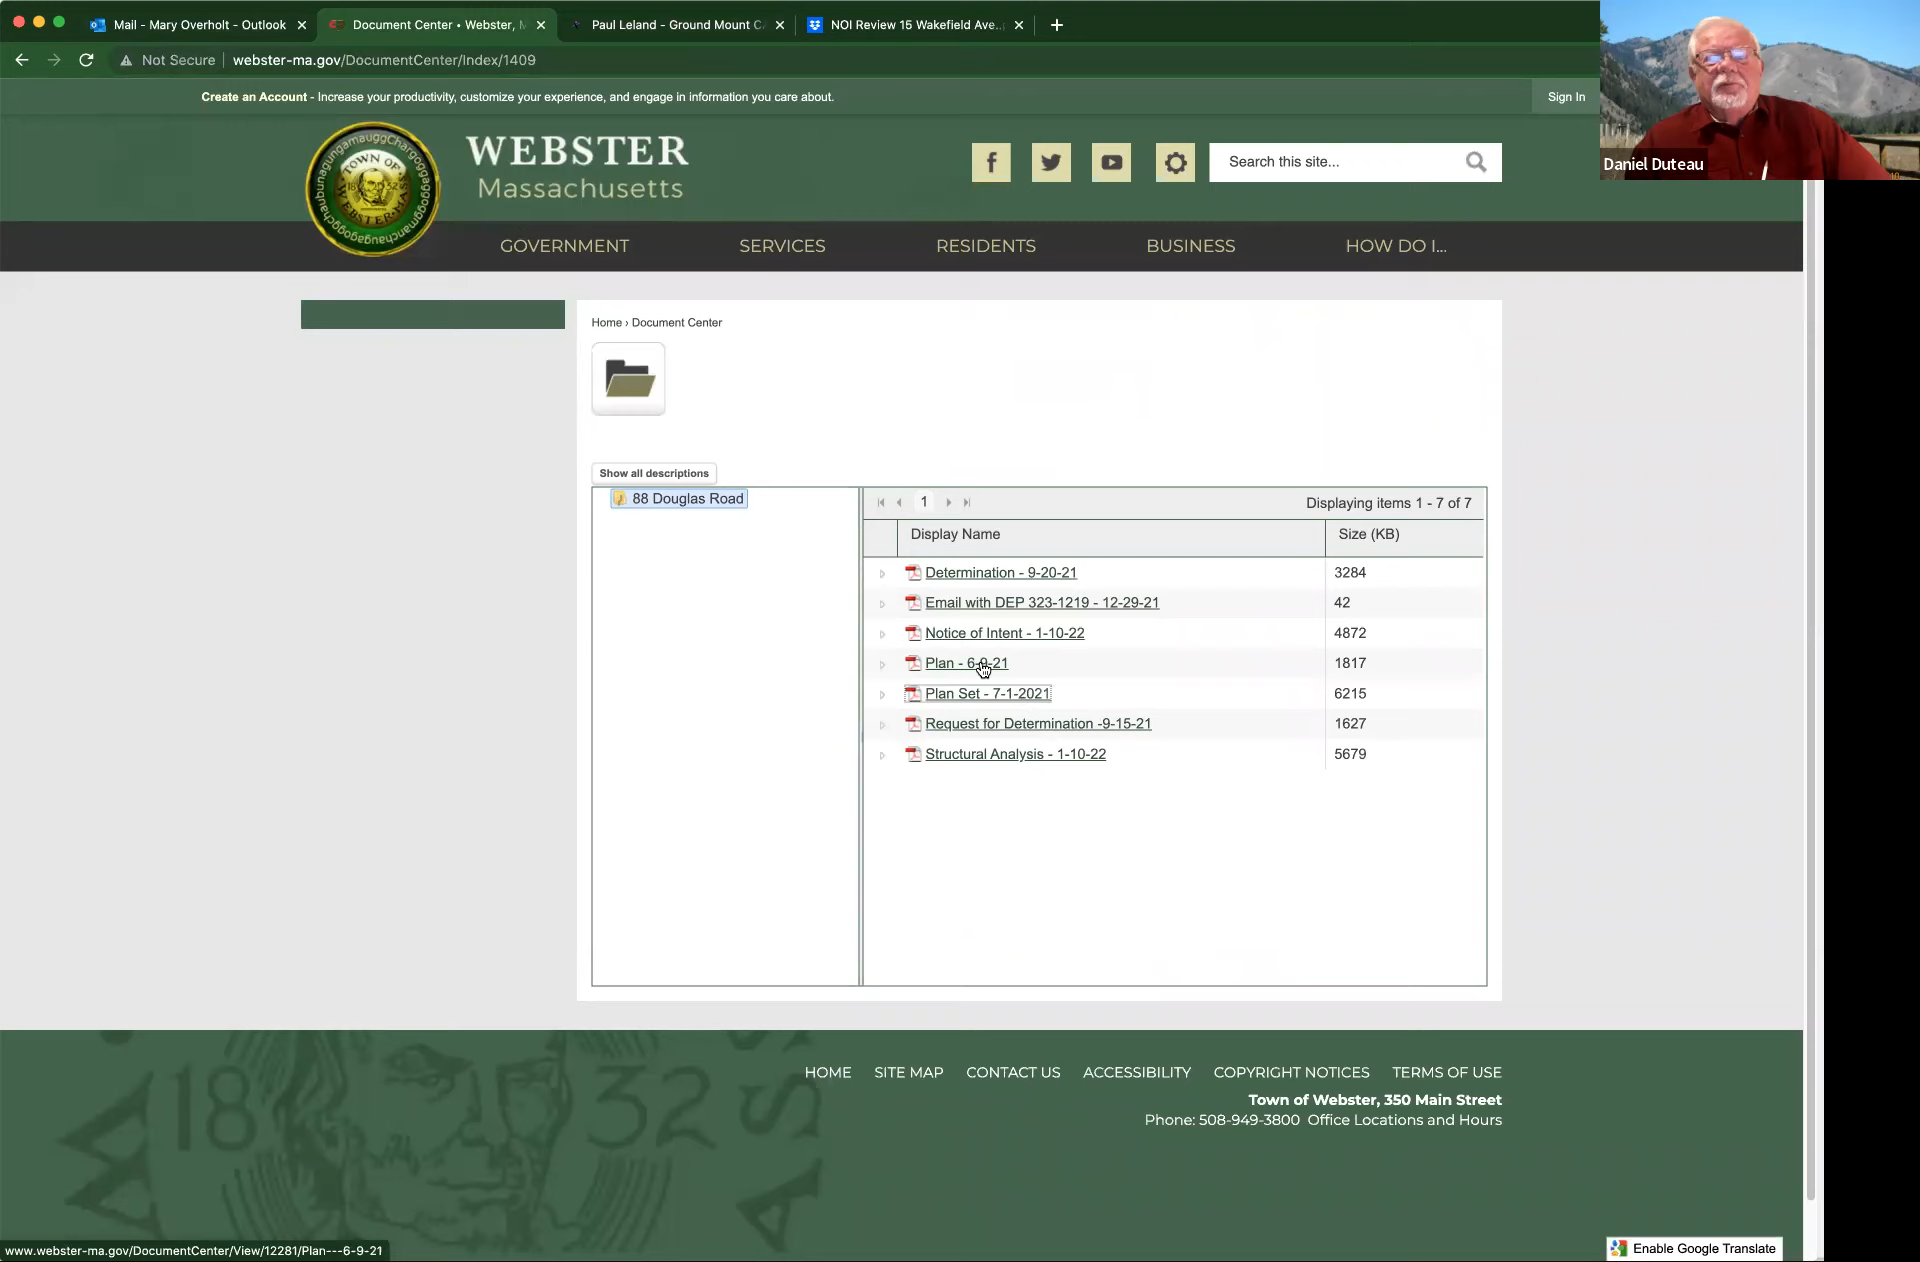 Mail - Mary Overholt - Outlook
Document Center • Webster, M
Paul Leland - Ground Mount C
NOI Review 15 Wakefield Ave..
Not Secure
webster-ma.gov/DocumentCenter/Index/1409
Create an Account - Increase your productivity, customize your experience, and engage in information you care about.
Sign In
Daniel Duteau
TOWN OF
WEBSTER
Massachusetts
Search this site...
GOVERNMENT
SERVICES
RESIDENTS
BUSINESS
HOW DO I...
Home › Document Center
Show all descriptions
88 Douglas Road
1
Displaying items 1 - 7 of 7
Display Name
Size (KB)
Determination - 9-20-21
3284
Email with DEP 323-1219 - 12-29-21
42
Notice of Intent - 1-10-22
4872
Plan - 6-9-21
1817
Plan Set - 7-1-2021
6215
Request for Determination -9-15-21
1627
Structural Analysis - 1-10-22
5679
HOME
SITE MAP
CONTACT US
ACCESSIBILITY
COPYRIGHT NOTICES
TERMS OF USE
Town of Webster, 350 Main Street
Phone: 508-949-3800 Office Locations and Hours
18
32
www.webster-ma.gov/DocumentCenter/View/12281/Plan---6-9-21
Enable Google Translate